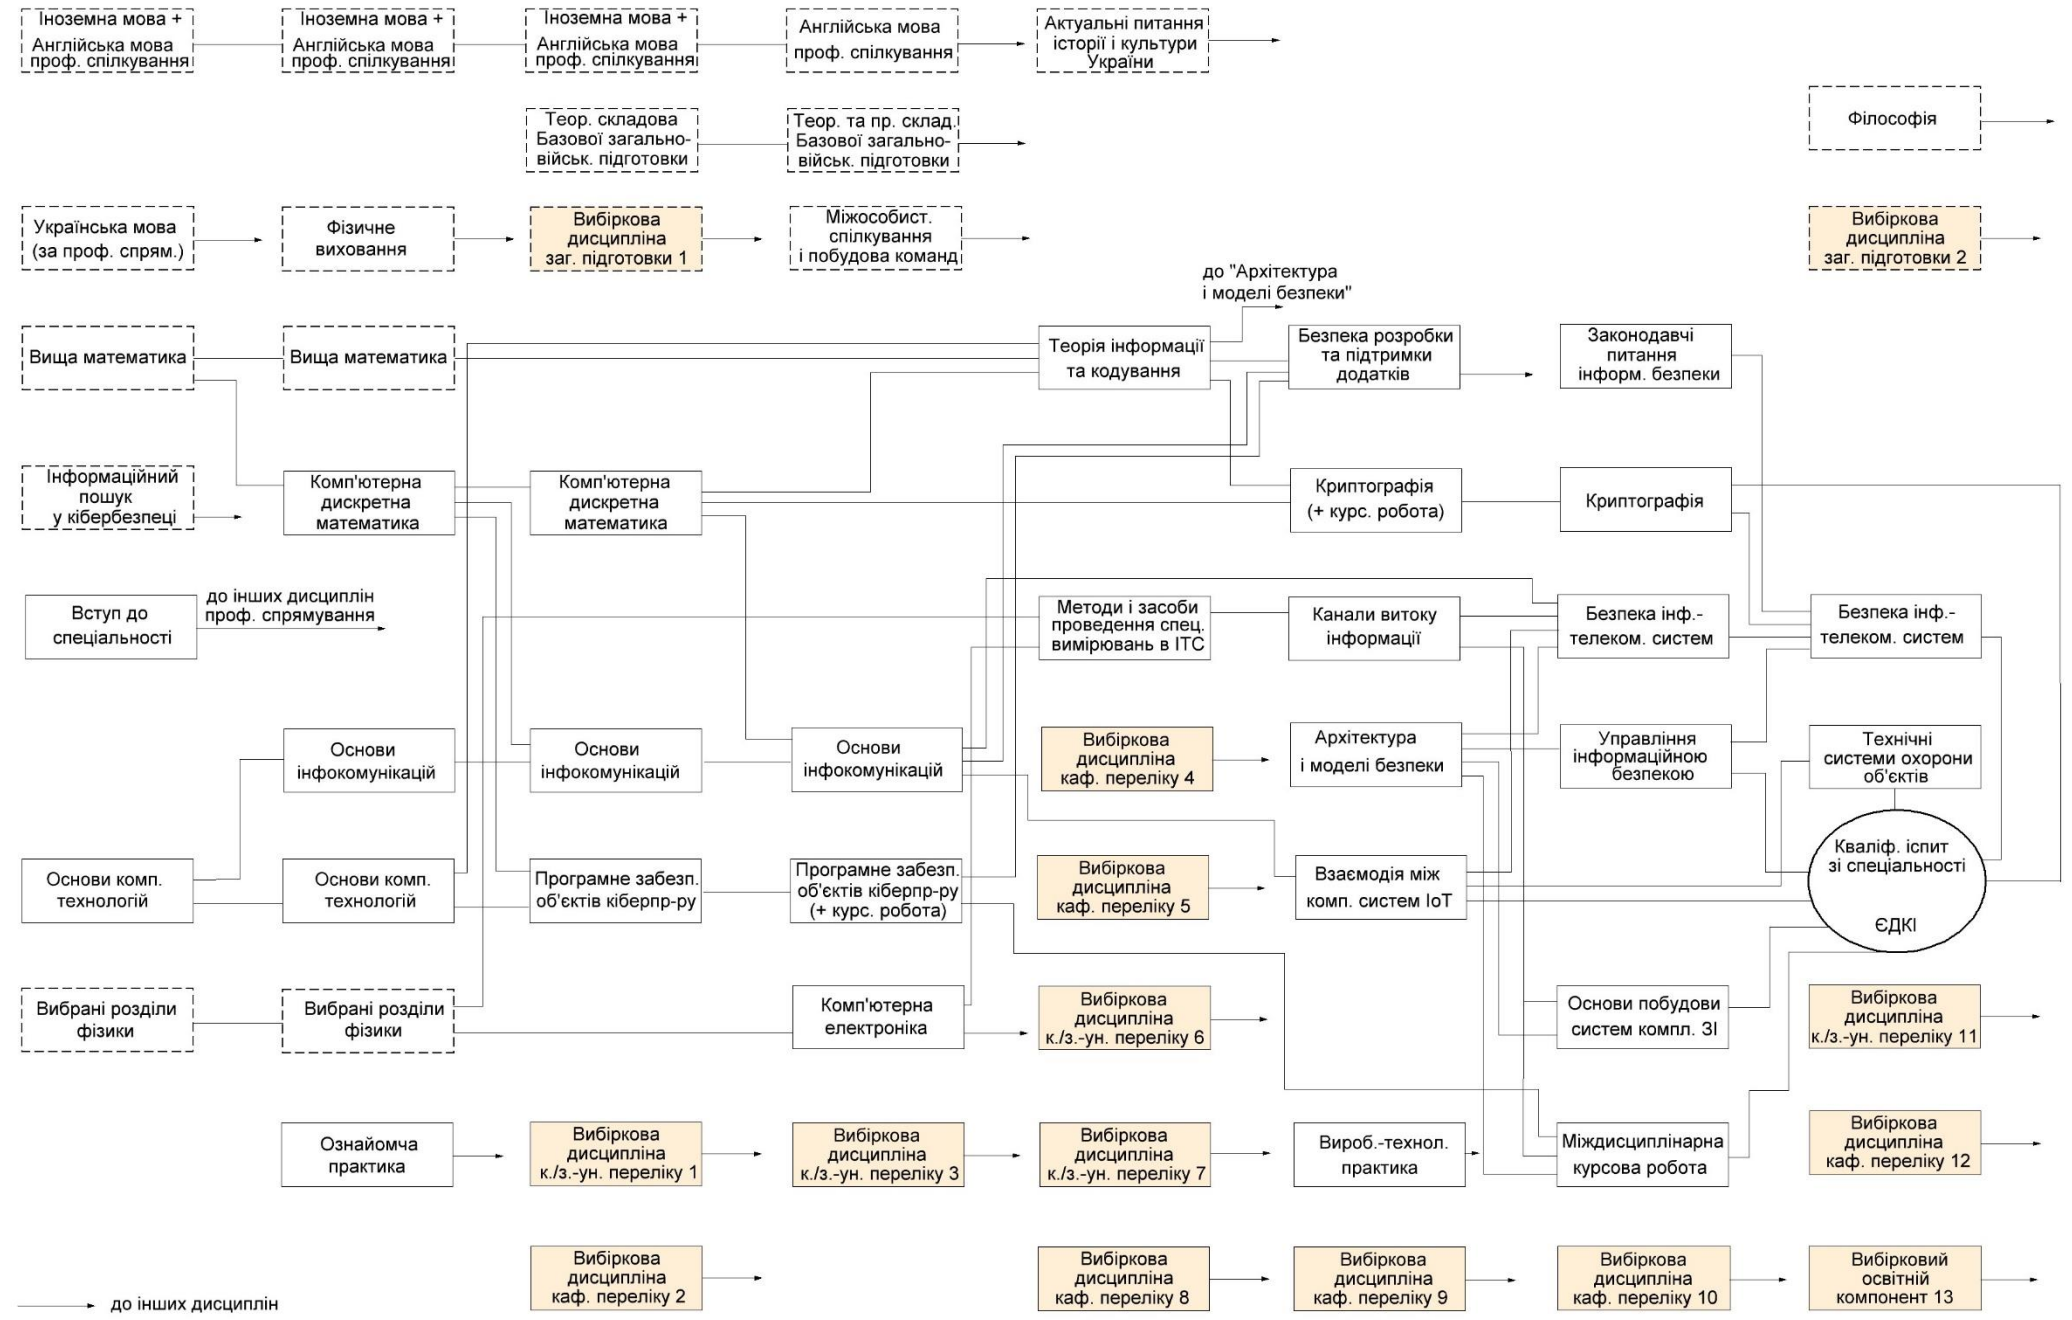 Іноземна мова +
Англійська мова
проф. спілкування
Іноземна мова +
Англійська мова
проф. спілкування
Іноземна мова +
Англійська мова
проф. спілкування
Англійська мова
проф. спілкування
Актуальні питання
історії і культури
України
Теор. складова
Базової загально-
військ. підготовки
Теор. та пр. склад.
Базової загально-
військ. підготовки
Філософія
Українська мова
(за проф. спрям.)
Фізичне
виховання
Вибіркова
дисципліна
заг. підготовки 1
Міжособист.
спілкування
і побудова команд
Вибіркова
дисципліна
заг. підготовки 2
до "Архітектура
і моделі безпеки"
Вища математика
Вища математика
Теорія інформації
та кодування
Безпека розробки
та підтримки
додатків
Законодавчі
питання
інформ. безпеки
Інформаційний
пошук
у кібербезпеці
Комп'ютерна
дискретна
математика
Комп'ютерна
дискретна
математика
Криптографія
(+ курс. робота)
Криптографія
Вступ до
спеціальності
до інших дисциплін
проф. спрямування
Методи і засоби
проведення спец.
вимірювань в ІТС
Канали витоку
інформації
Безпека інф.-
телеком. систем
Безпека інф.-
телеком. систем
Основи
інфокомунікацій
Основи
інфокомунікацій
Основи
інфокомунікацій
Вибіркова
дисципліна
каф. переліку 4
Архітектура
і моделі безпеки
Управління
інформаційною
безпекою
Технічні
системи охорони
об'єктів
Основи комп.
технологій
Основи комп.
технологій
Програмне забезп.
об'єктів кіберпр-ру
Програмне забезп.
об'єктів кіберпр-ру
(+ курс. робота)
Вибіркова
дисципліна
каф. переліку 5
Взаємодія між
комп. систем IoT
Кваліф. іспит
зі спеціальності
ЄДКІ
Вибрані розділи
фізики
Вибрані розділи
фізики
Комп'ютерна
електроніка
Вибіркова
дисципліна
к./з.-ун. переліку 6
Основи побудови
систем компл. ЗІ
Вибіркова
дисципліна
к./з.-ун. переліку 11
Ознайомча
практика
Вибіркова
дисципліна
к./з.-ун. переліку 1
Вибіркова
дисципліна
к./з.-ун. переліку 3
Вибіркова
дисципліна
к./з.-ун. переліку 7
Вироб.-технол.
практика
Міждисциплінарна
курсова робота
Вибіркова
дисципліна
каф. переліку 12
Вибіркова
дисципліна
каф. переліку 2
Вибіркова
дисципліна
каф. переліку 8
Вибіркова
дисципліна
каф. переліку 9
Вибіркова
дисципліна
каф. переліку 10
Вибірковий
освітній
компонент 13
до інших дисциплін